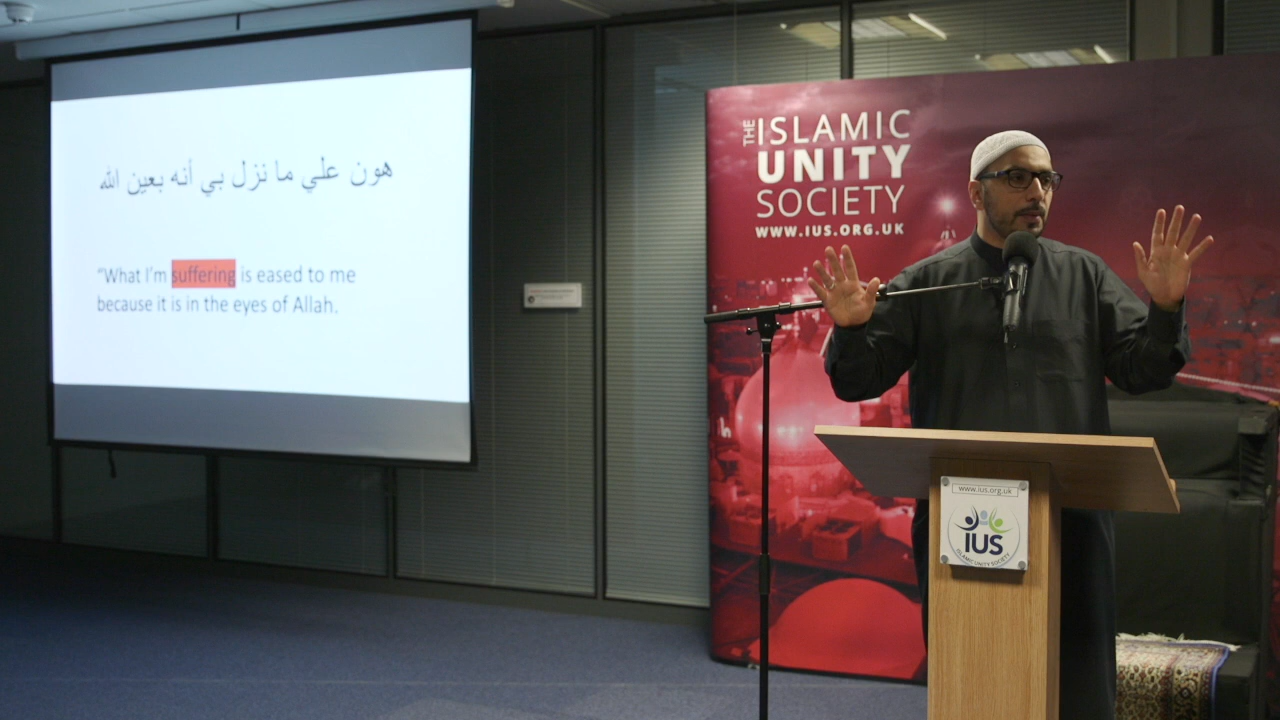 هون علي ما نزل بي أنه بعين الله
"What I'm suffering is eased to me
because it is in the eyes of Allah.
THE ISLAMIC
UNITY
SOCIETY
WWW.IUS.ORG.UK
www.ius.org.uk
IUS
ISLAMIC UNITY SOCIETY